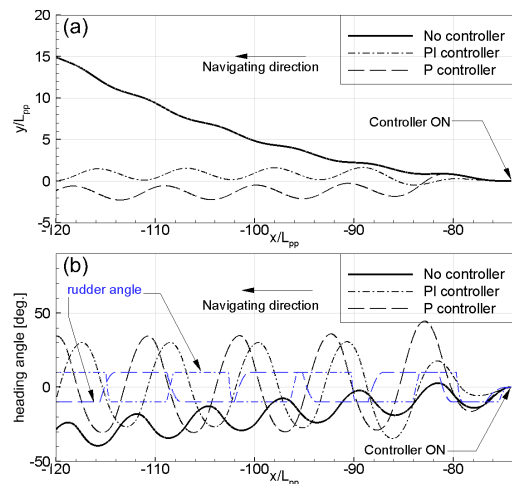 (a)
No controller
PI controller
P controller
Navigating direction
Controller ON
y/Lpp
20
15
10
5
0
-5
-120
-110
-100
-90
-80
x/Lpp
(b)
rudder angle
No controller
PI controller
P controller
Navigating direction
heading angle [deg.]
50
0
-50
Controller ON
-120
-110
-100
-90
-80
x/Lpp